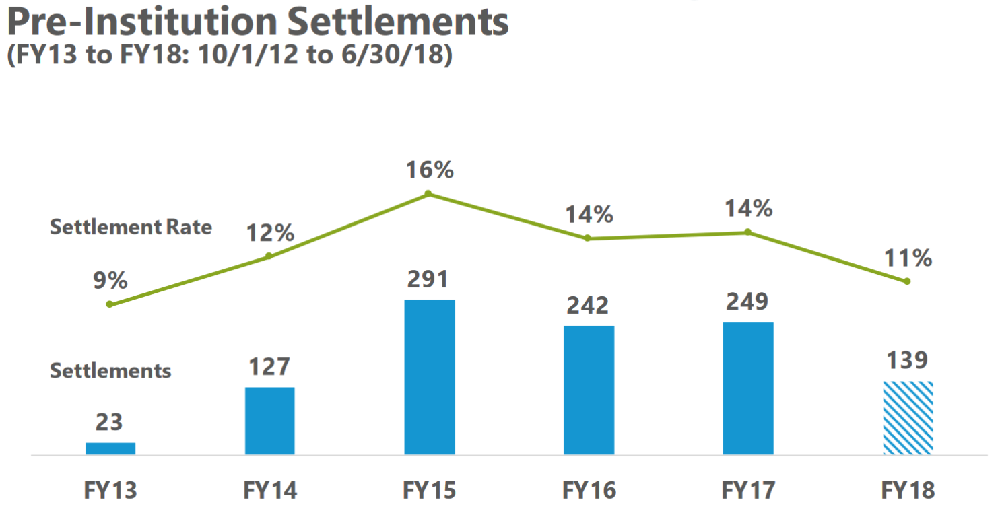 Pre-Institution Settlements
(FY13 to FY18: 10/1/12 to 6/30/18)
16%
14%
14%
Settlement Rate
12%
11%
9%
291
242
249
Settlements
127
139
23
FY13 FY14 FY15 FY16 FY17 FY18